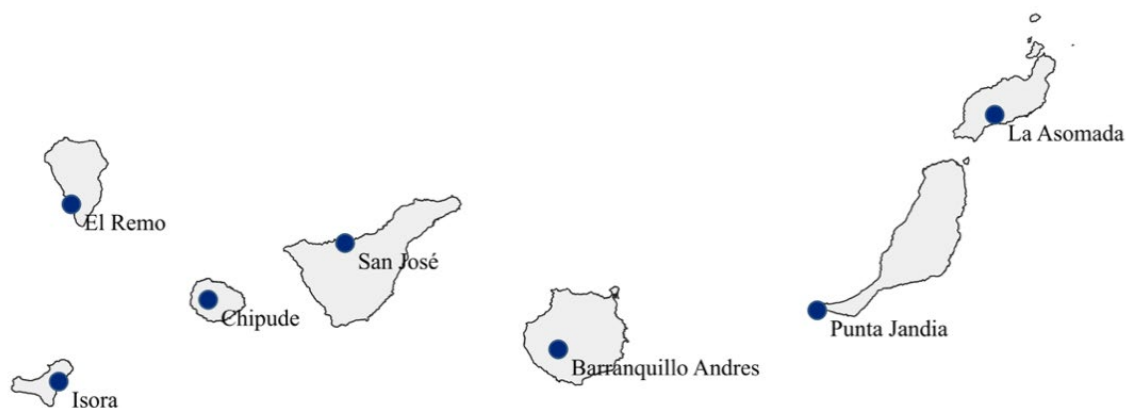 La Asomada
El Remo
San José
Chipude
Punta Jandia
Barranquillo Andres
Isora